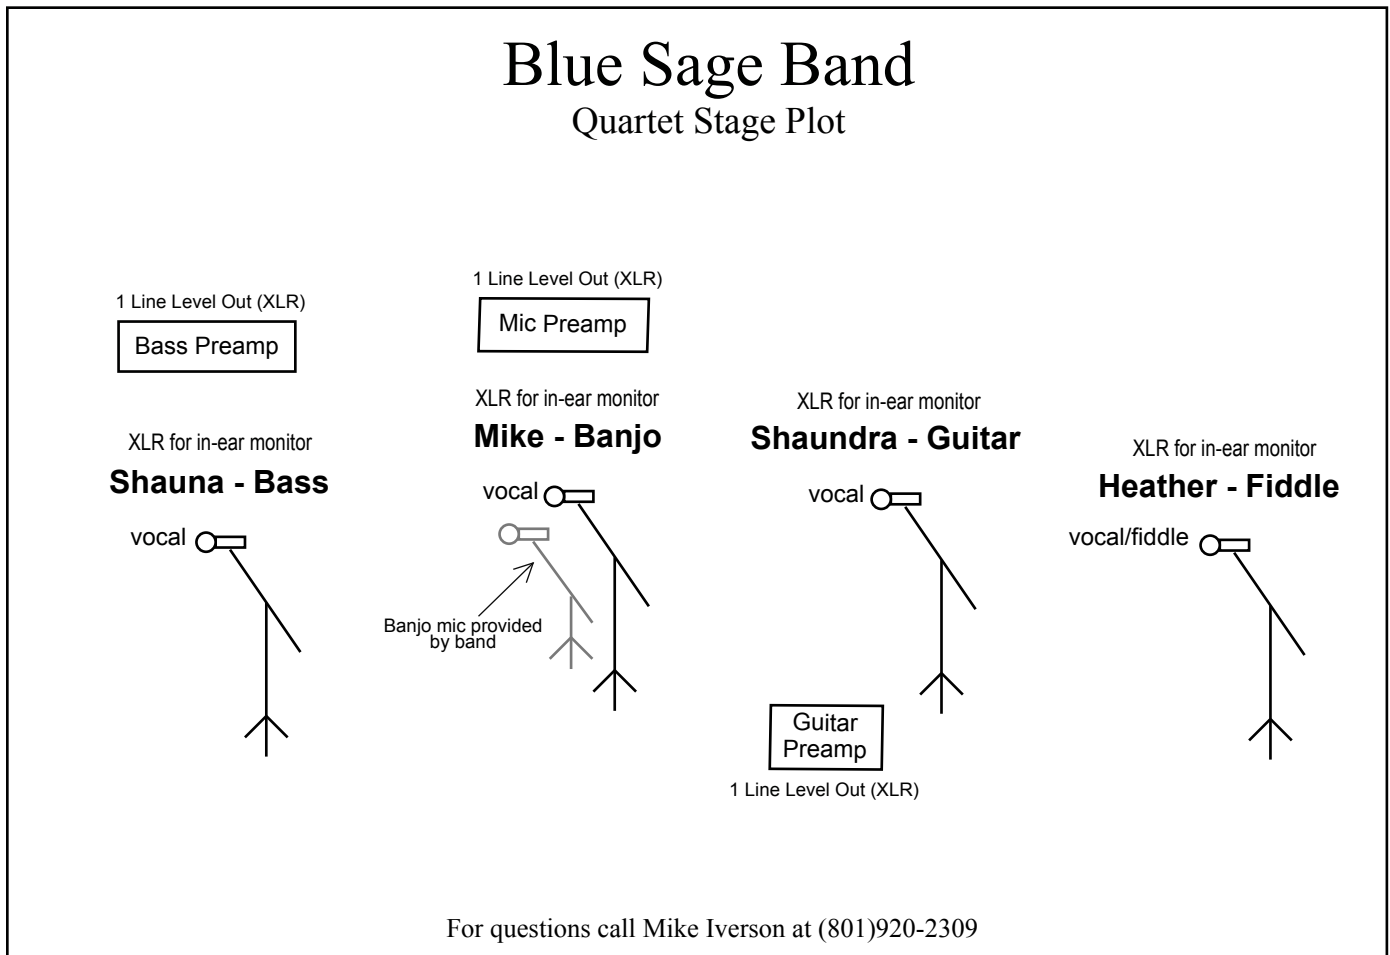 Blue Sage Band
Quartet Stage Plot
1 Line Level Out (XLR)
Bass Preamp
XLR for in-ear monitor
Shauna - Bass
vocal
1 Line Level Out (XLR)
Mic Preamp
XLR for in-ear monitor
Mike - Banjo
vocal
Banjo mic provided
by band
XLR for in-ear monitor
Shaundra - Guitar
vocal
Guitar
Preamp
1 Line Level Out (XLR)
XLR for in-ear monitor
Heather - Fiddle
vocal/fiddle
For questions call Mike Iverson at (801)920-2309